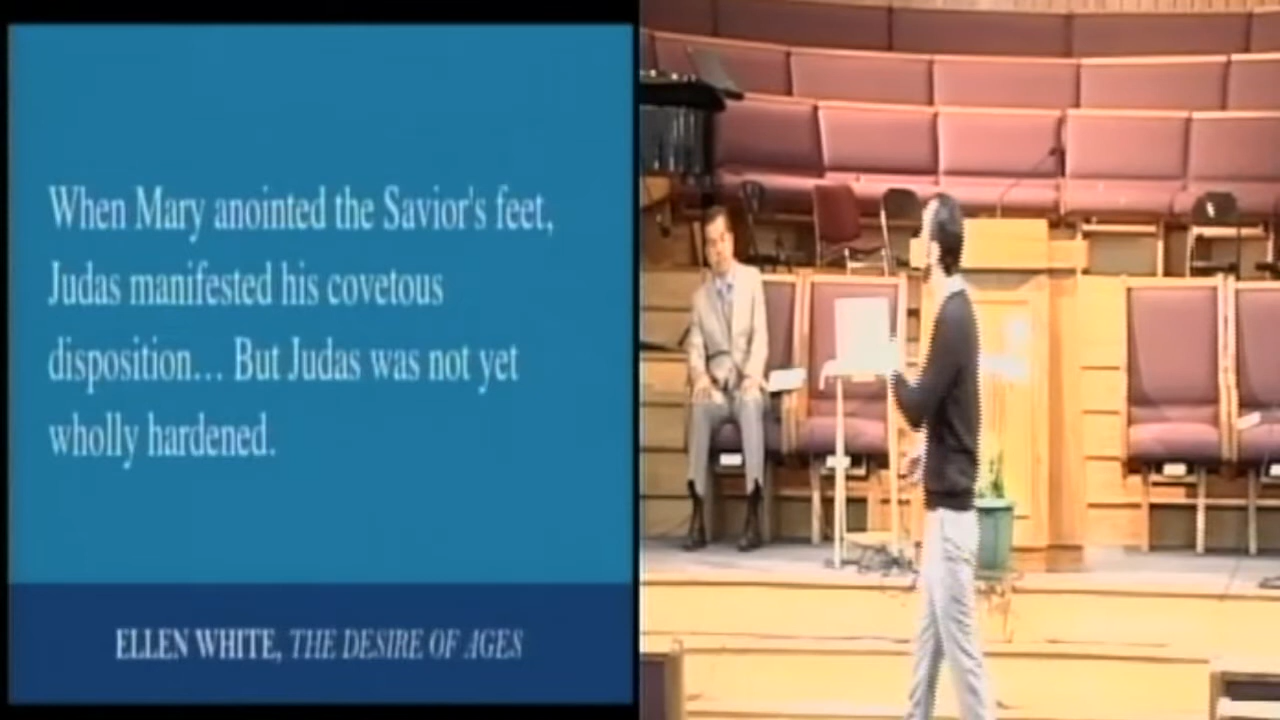 When Mary anointed the Savior's feet,
Judas manifested his covetous
disposition... But Judas was not yet
wholly hardened.
ELLEN WHITE, THE DESIRE OF AGES